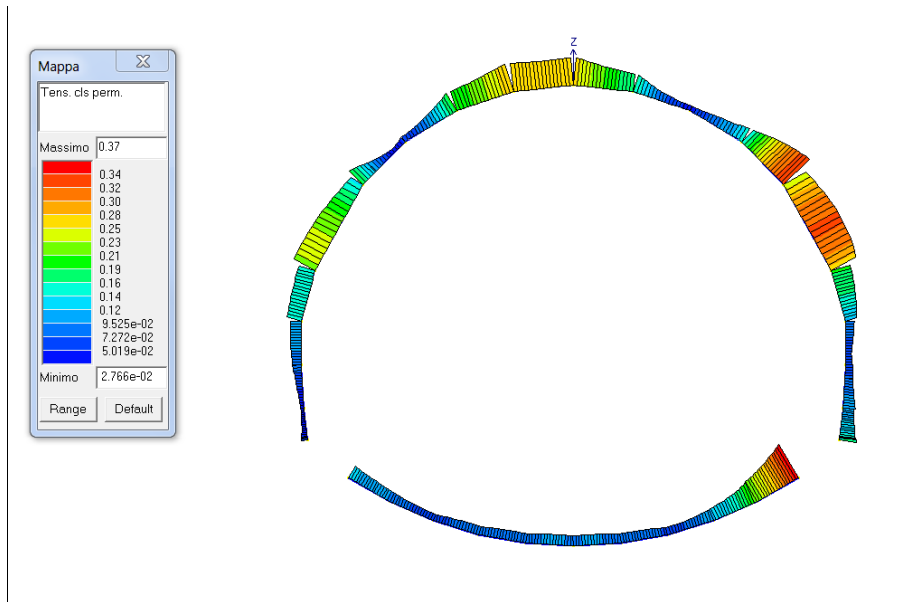 Mappa
Tens. cls perm.
Massimo 0.37
0.34
0.32
0.30
0.28
0.25
0.23
0.21
0.19
0.16
0.14
0.12
9.525e-02
7.272e-02
5.019e-02
Minimo 2.766e-02
Range Default
Z